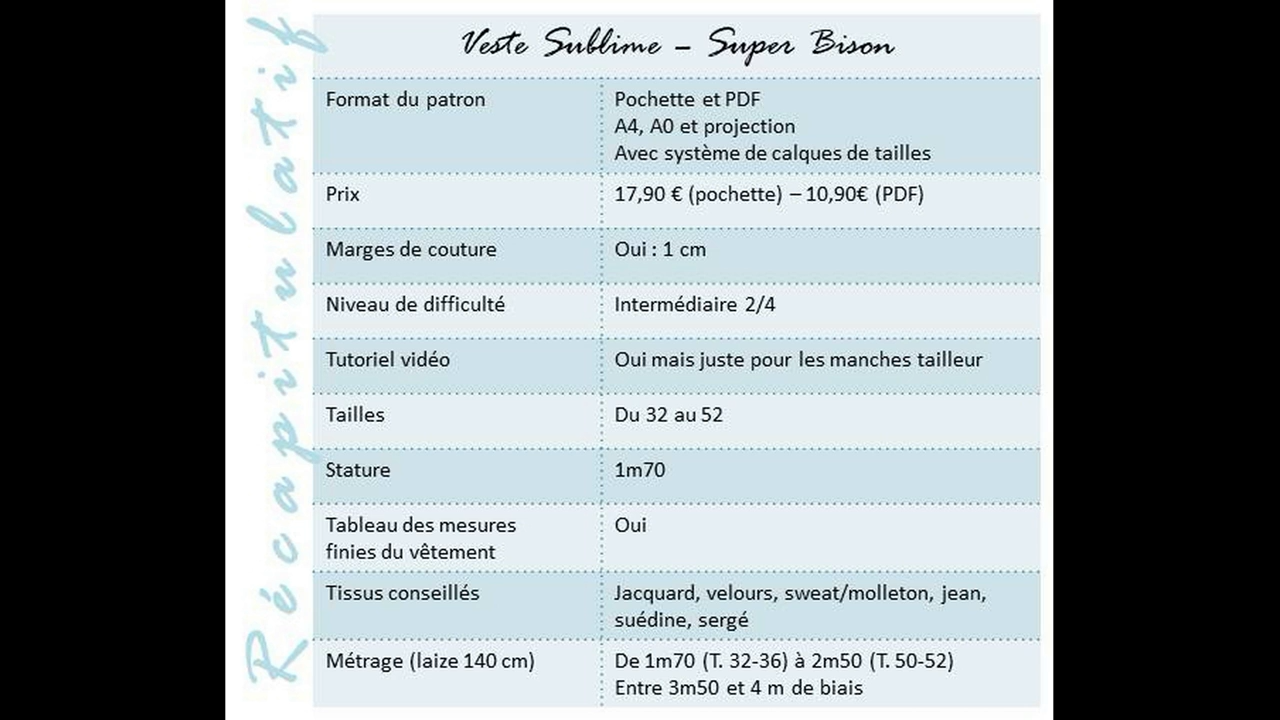 Récapitulatif
Veste Sublime – Super Bison
Format du patron
Pochette et PDF
A4, A0 et projection
Avec système de calques de tailles
Prix
17,90 € (pochette) – 10,90€ (PDF)
Marges de couture
Oui : 1 cm
Niveau de difficulté
Intermédiaire 2/4
Tutoriel vidéo
Oui mais juste pour les manches tailleur
Tailles
Du 32 au 52
Stature
1m70
Tableau des mesures
finies du vêtement
Oui
Tissus conseillés
Jacquard, velours, sweat/molleton, jean,
suédine, sergé
Métrage (laize 140 cm)
De 1m70 (T. 32-36) à 2m50 (T. 50-52)
Entre 3m50 et 4 m de biais